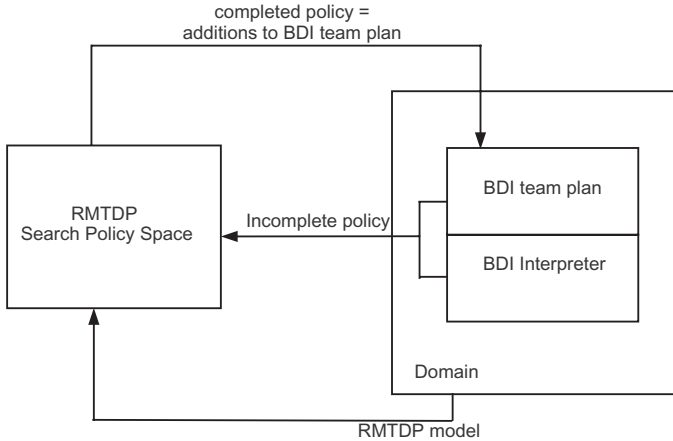 completed policy =
additions to BDI team plan
BDI team plan
RMTDP
Search Policy Space
Incomplete policy
BDI Interpreter
Domain
RMTDP model